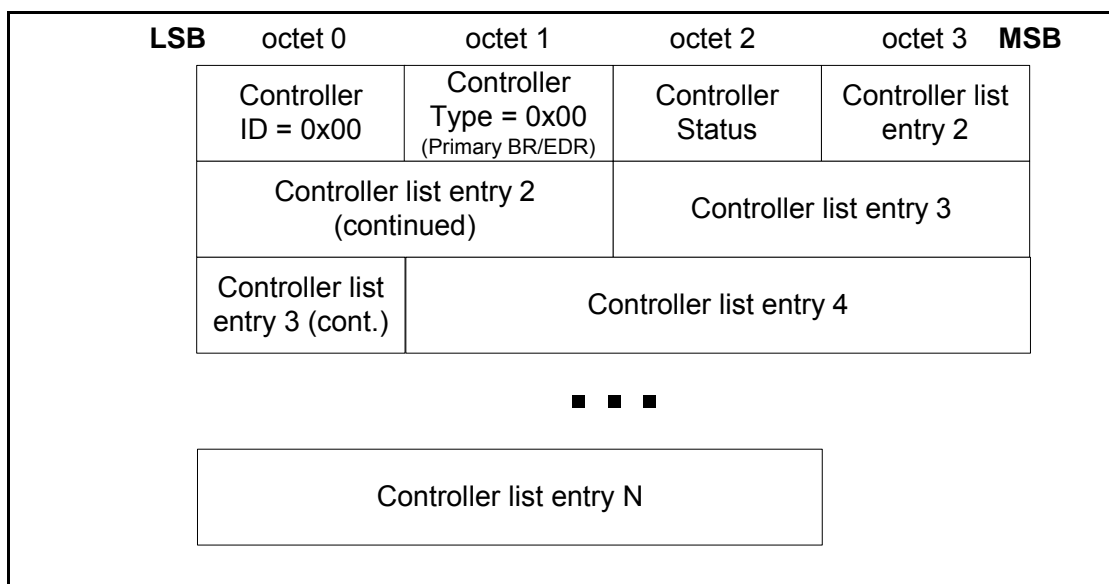 LSB octet 0 octet 1 octet 2 octet 3 MSB
Controller
ID = 0x00
Controller
Type = 0x00
(Primary BR/EDR)
Controller
Status
Controller list
entry 2
Controller list entry 2
(continued)
Controller list entry 3
Controller list
entry 3 (cont.)
Controller list entry 4
Controller list entry N